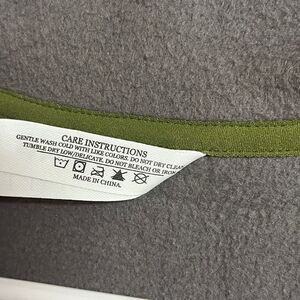 CARE INSTRUCTIONS
GENTLE WASH COLD WITH LIKE COLORS. DO NOT DRY CLEAN
TUMBLE DRY LOW/DELICATE. DO NOT BLEACH OR IRON
MADE IN CHINA.